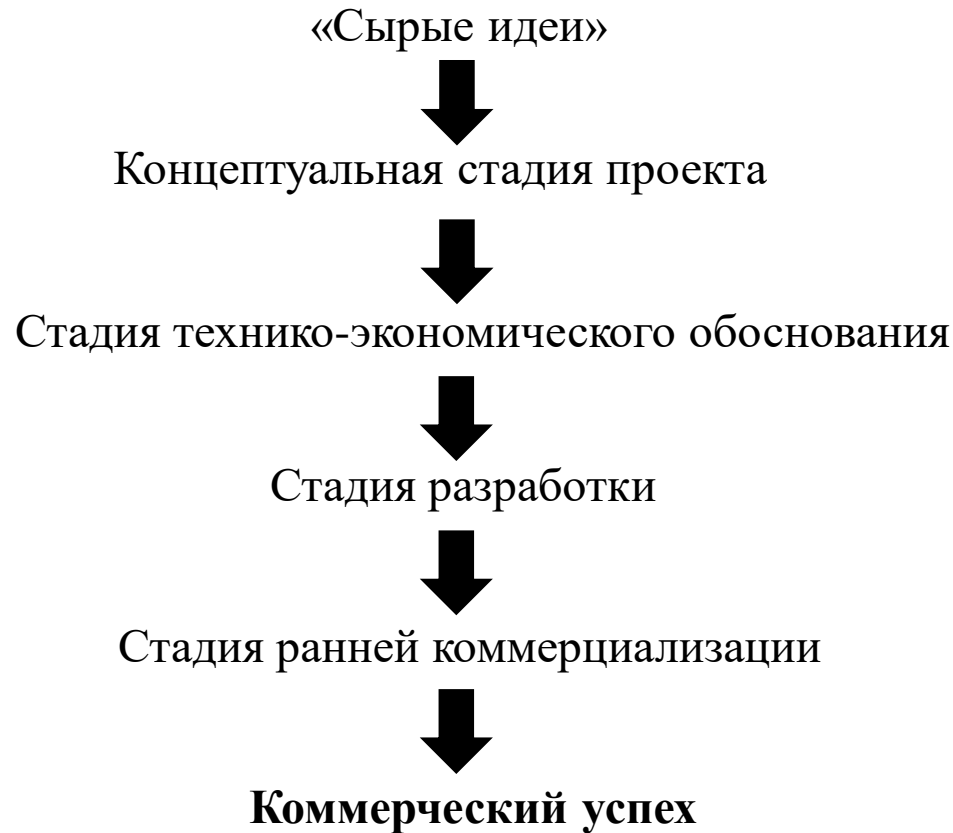 «Сырые идеи»
Концептуальная стадия проекта
Стадия технико-экономического обоснования
Стадия разработки
Стадия ранней коммерциализации
Коммерческий успех